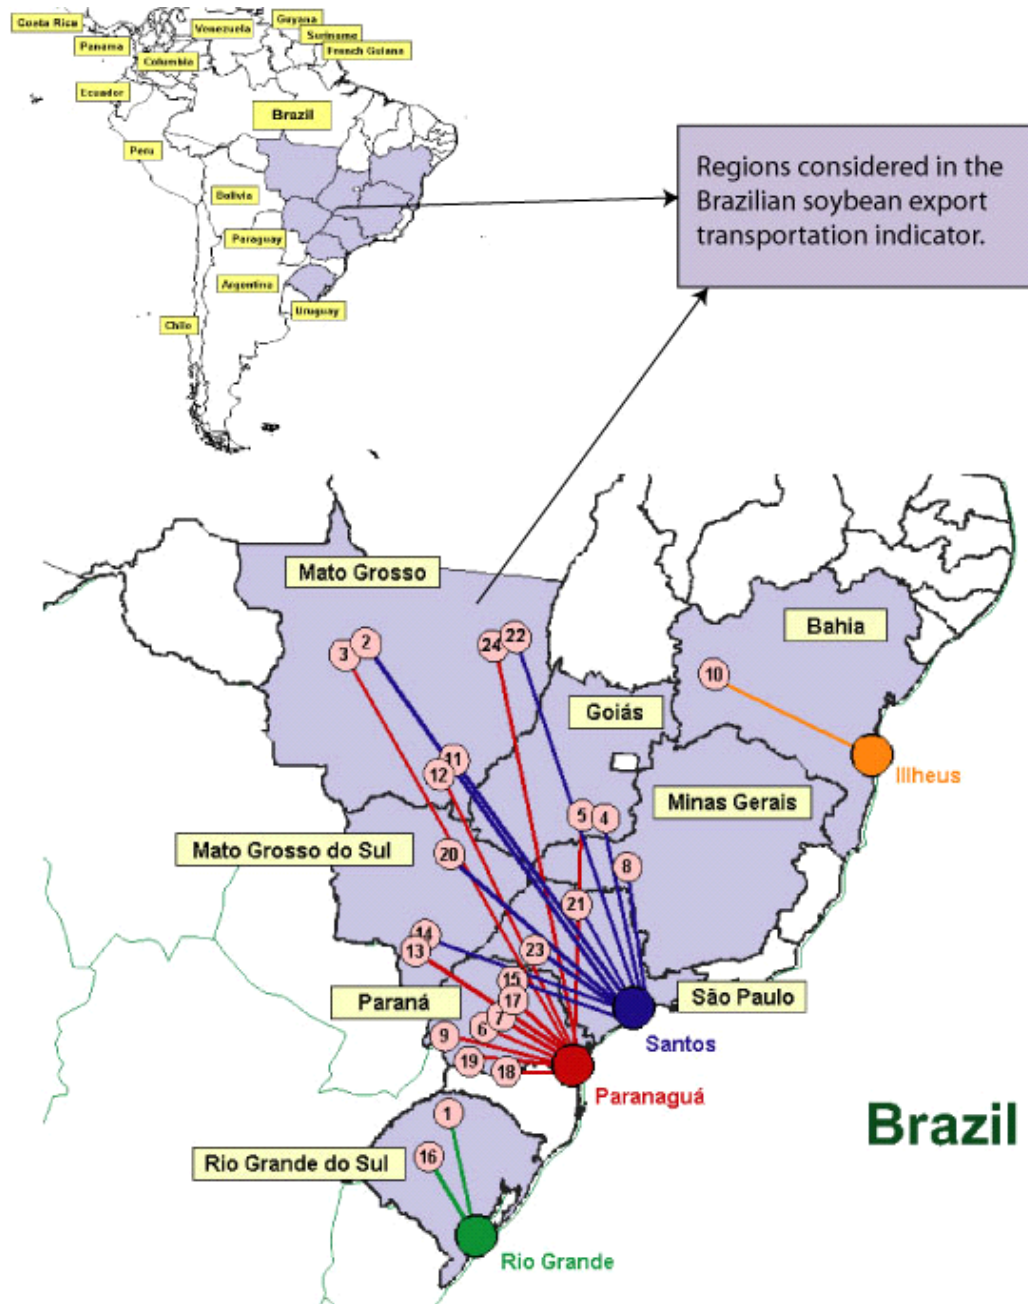 Costa Rica
Panama
Columbia
Venezuela
Guyana
Suriname
French Guiana
Ecuador
Brazil
Peru
Bolivia
Paraguay
Argentina
Uruguay
Chile
Regions considered in the
Brazilian soybean export
transportation indicator.
Mato Grosso
Bahia
2
3
24
22
10
Goiás
11
12
Illheus
Minas Gerais
5
4
Mato Grosso do Sul
20
8
21
14
13
23
15
17
7
6
9
19
18
Paraná
São Paulo
Santos
Paranaguá
1
16
Rio Grande do Sul
Rio Grande
Brazil